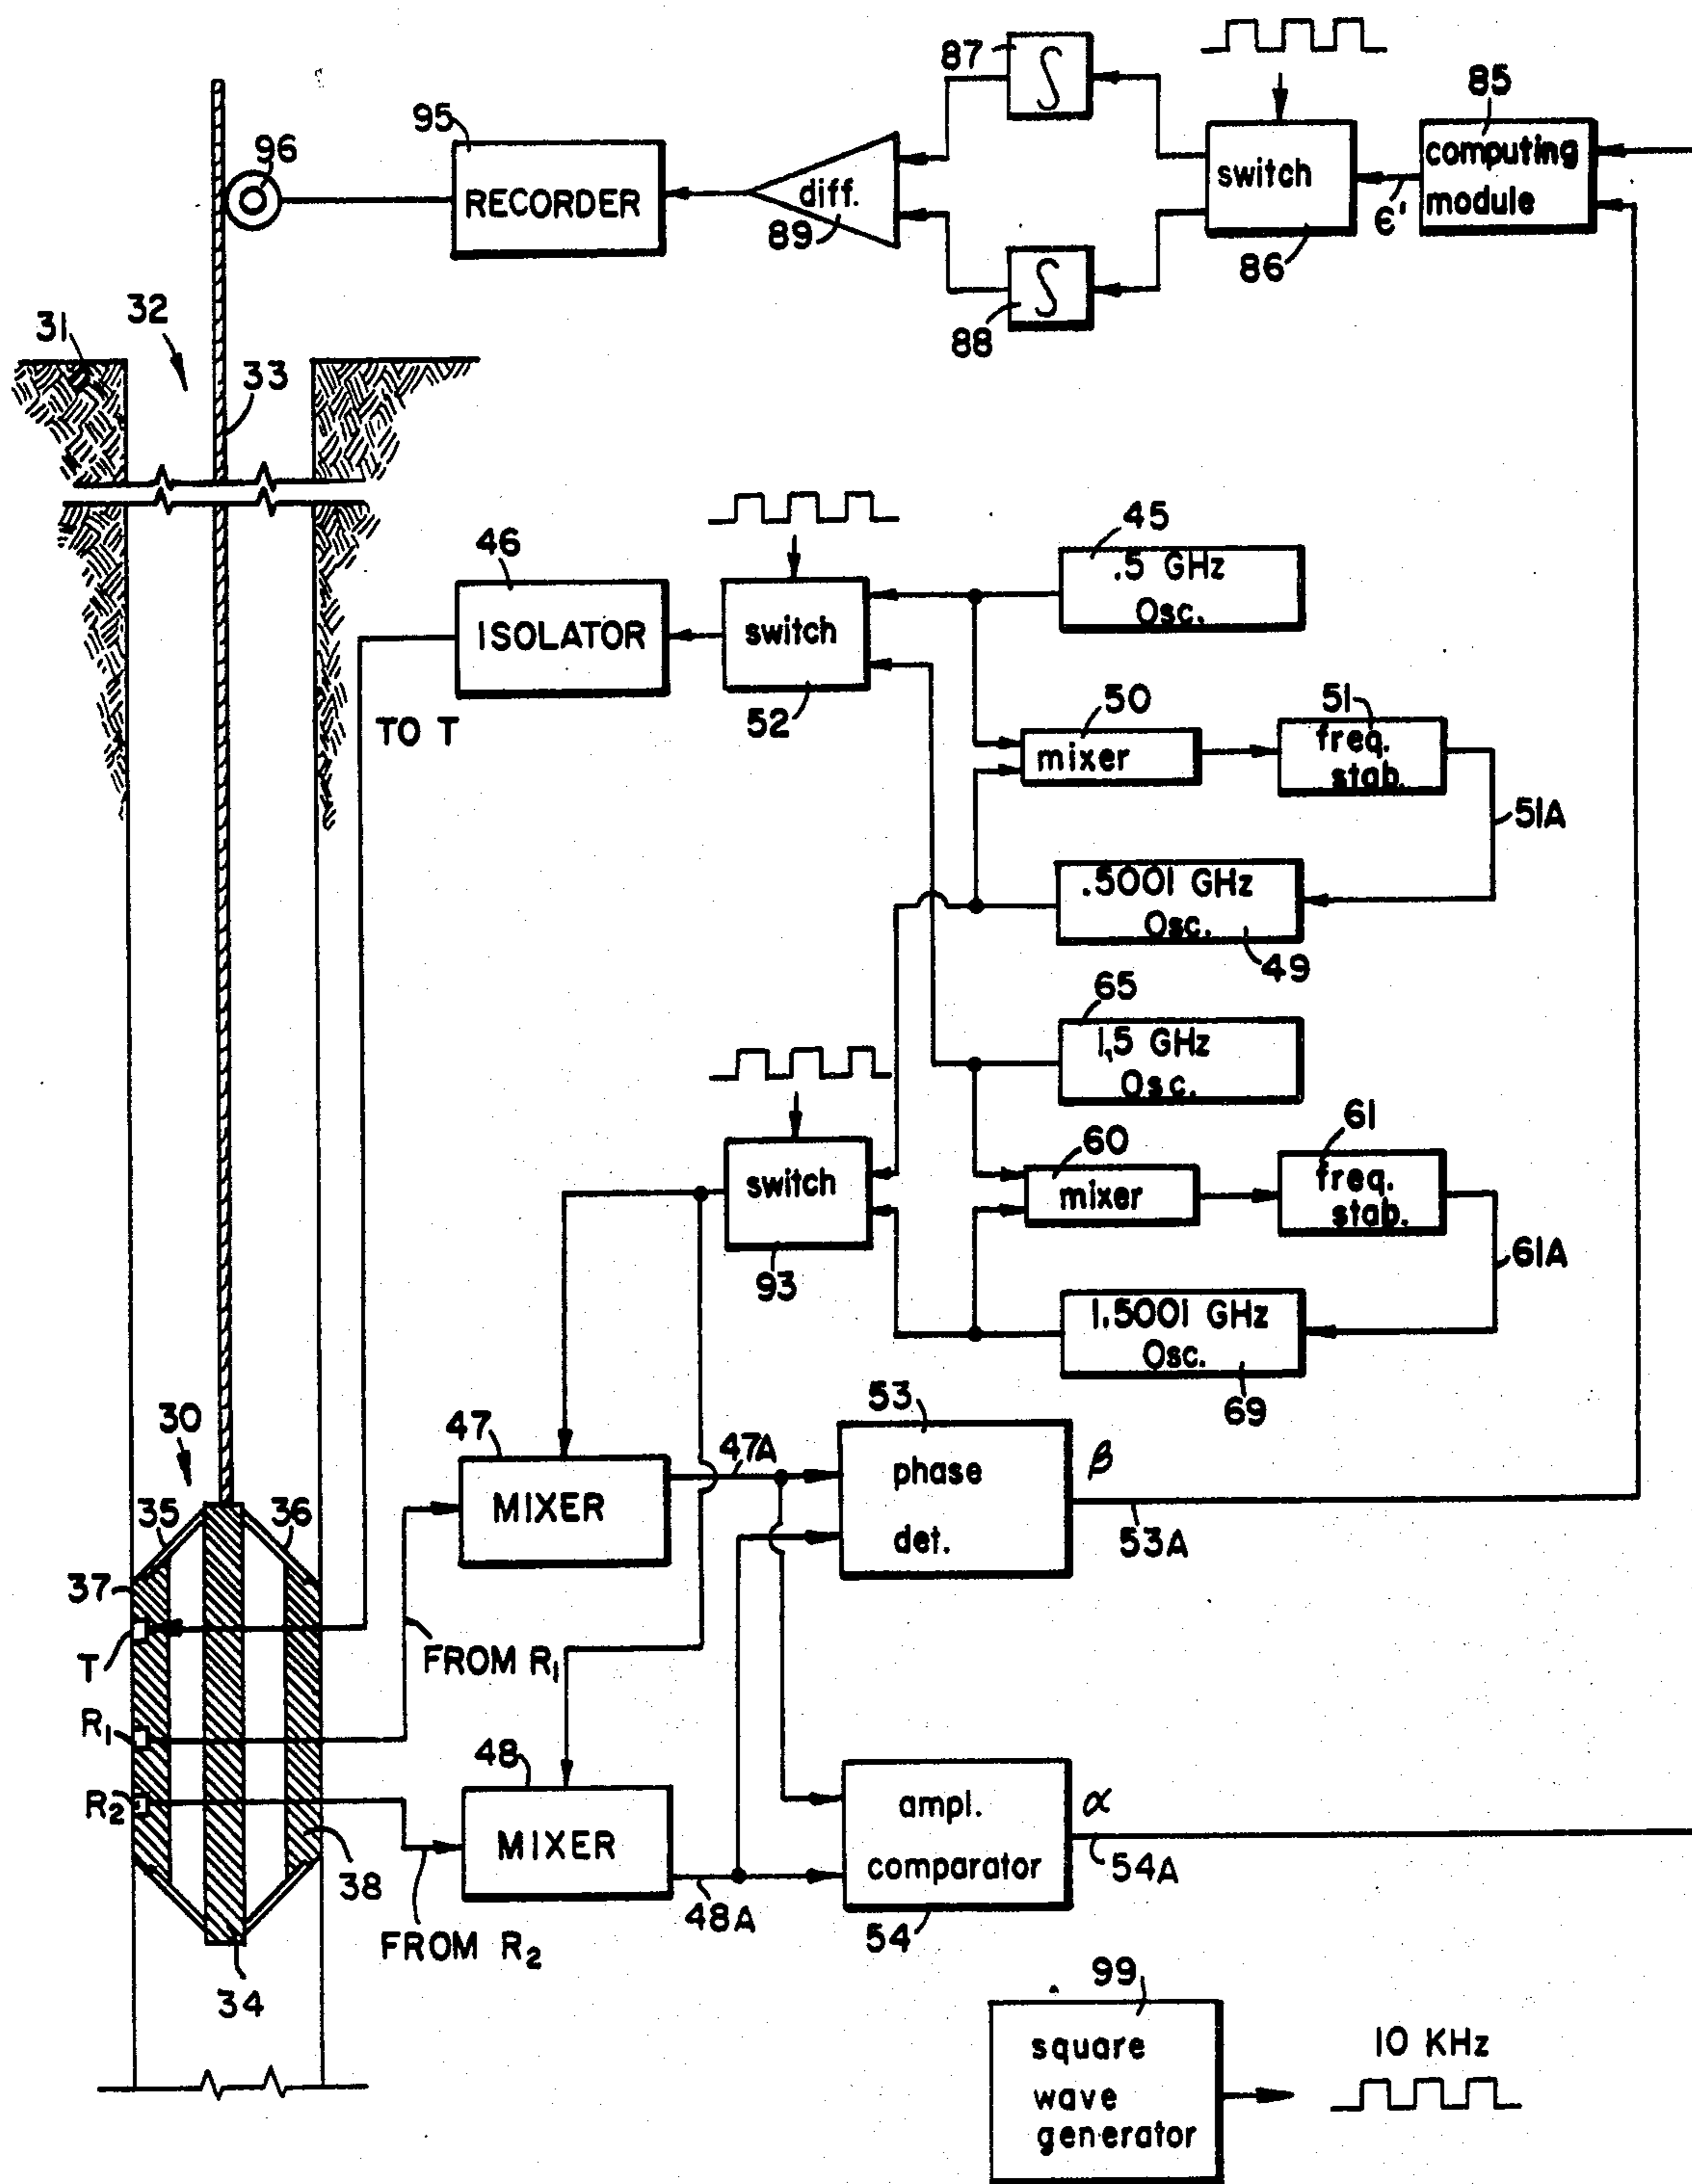 87
85
95
96
computing
module
switch
RECORDER
diff.
89
ϵ'
86
88
31
32
33
45
.5 GHz
Osc.
46
ISOLATOR
switch
52
TO T
50
mixer
51
freq.
stab.
51A
.5001 GHz
Osc.
49
65
1,5 GHz
Osc.
switch
93
60
mixer
61
freq.
stab.
61A
1.5001 GHz
Osc.
69
30
35
36
37
T
R1
R2
38
34
47
MIXER
47A
FROM R1
53
phase
det.
β
53A
48
MIXER
48A
FROM R2
ampl.
comparator
54
α
54A
99
square
wave
generator
10 KHz